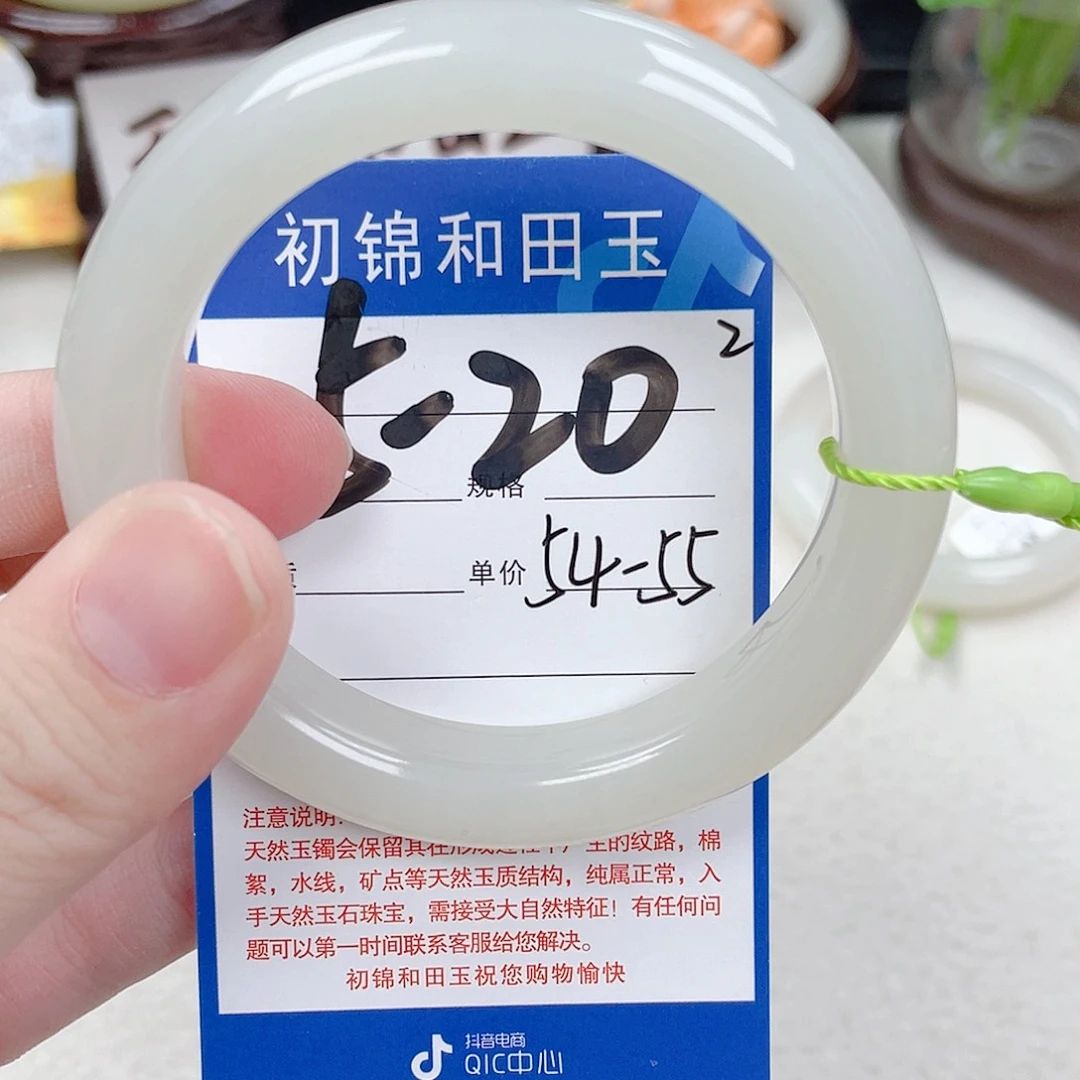 初锦和田玉
2
5-20
规格
单价 54-55
注意说明:
天然玉镯会保留其在形成过程中产生的纹路，棉
絮，水线，矿点等天然玉质结构，纯属正常，入
手天然玉石珠宝，需接受大自然特征！有任何问
题可以第一时间联系客服给您解决。
初锦和田玉祝您购物愉快
抖音电商
QIC中心